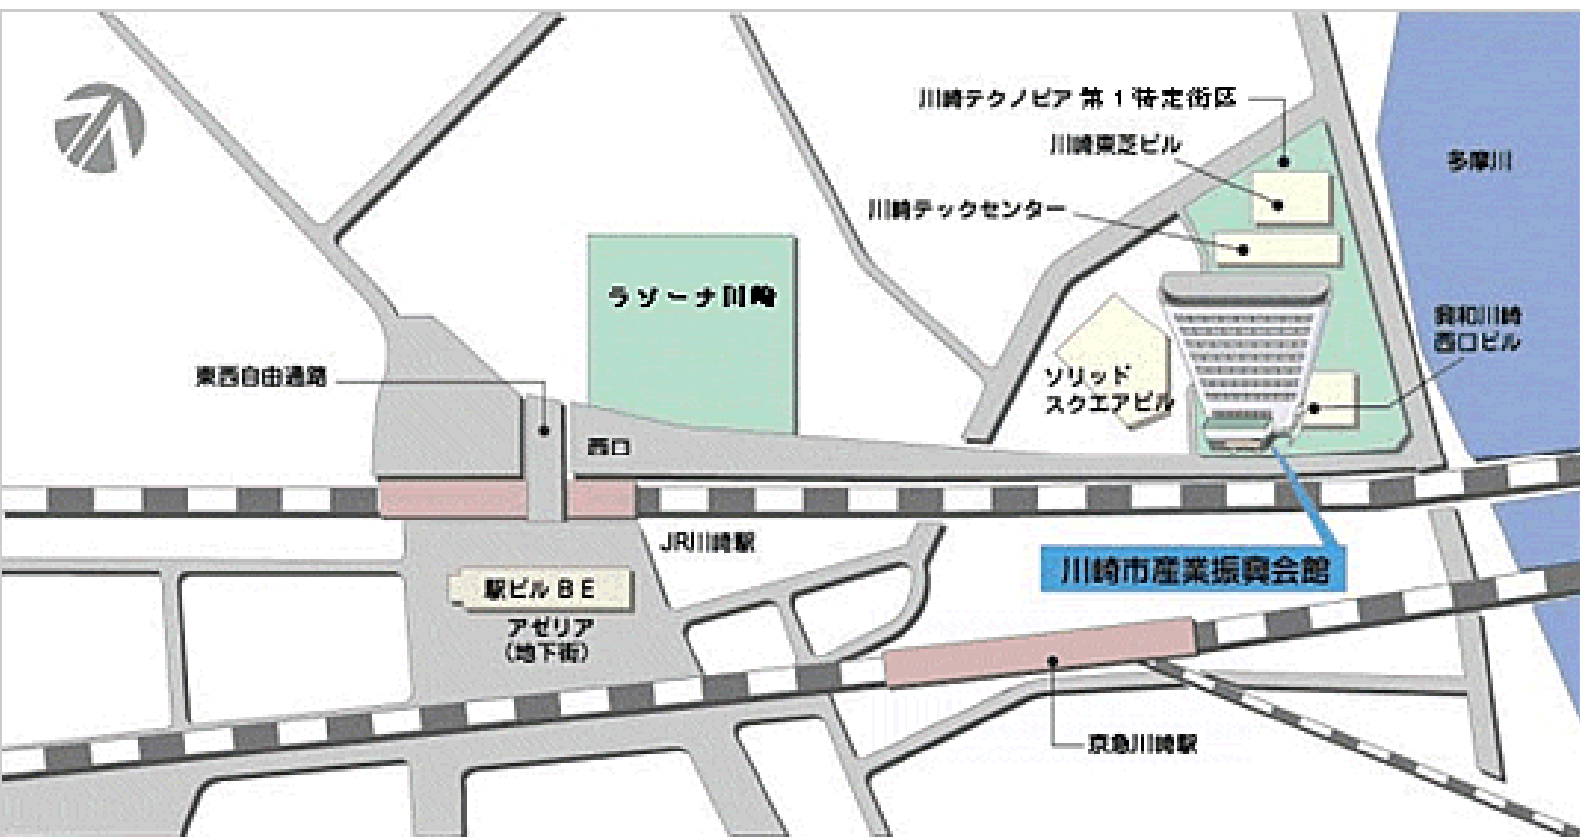 川崎テクノピア 第1特定街区
川崎東芝ビル
多摩川
川崎テックセンター
ラゾーナ川崎
興和川崎
西口ビル
東西自由通路
ソリッド
スクエアビル
西口
JR川崎駅
川崎市産業振興会館
駅ビル BE
アゼリア
(地下街)
京急川崎駅